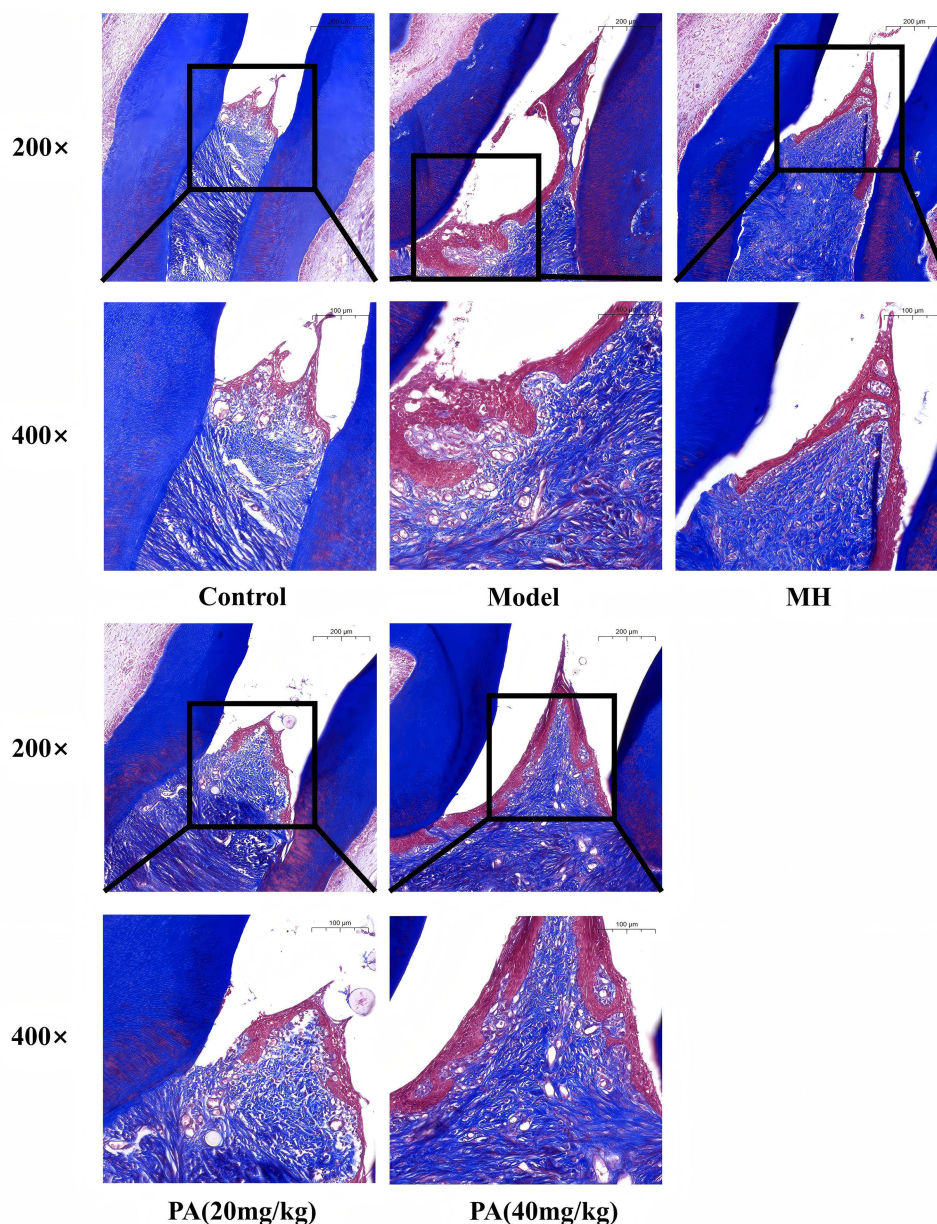 200 µm 200 µm 200 µm
200×
100 µm 100 µm 100 µm
400×
Control Model MH
200 µm 200 µm
200×
100 µm 100 µm
400×
PA(20mg/kg) PA(40mg/kg)